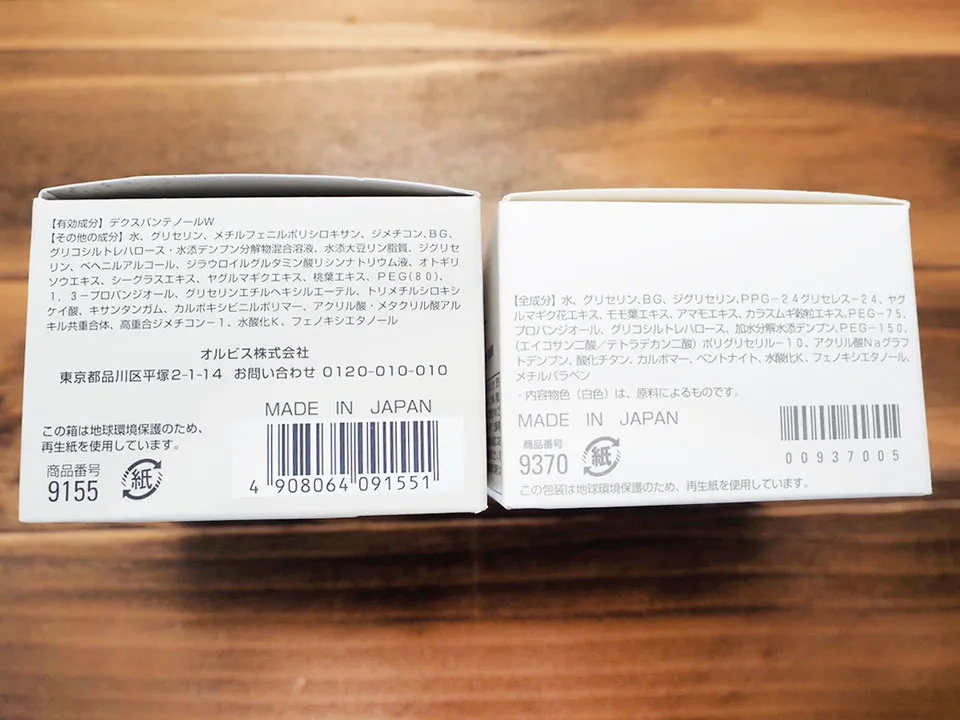 【有効成分】デクスパンテノールW
【その他の成分】水、グリセリン、メチルフェニルポリシロキサン、ジメチコン、BG、
グリコシルトレハロース・水添デンプン分解物混合溶液、水添大豆リン脂質、ジグリセ
リン、ベヘニルアルコール、ジラウロイルグルタミン酸リシンナトリウム液、オトギリ
ソウエキス、シーグラスエキス、ヤグルマギクエキス、桃葉エキス、PEG(80)、
1，3－プロパンジオール、グリセリンエチルヘキシルエーテル、トリメチルシロキシ
ケイ酸、キサンタンガム、カルボキシビニルポリマー、アクリル酸・メタクリル酸アル
キル共重合体、高重合ジメチコン－1、水酸化K、フェノキシエタノール
オルビス株式会社
東京都品川区平塚2-1-14 お問い合わせ 0120-010-010
MADE IN JAPAN
この箱は地球環境保護のため、
再生紙を使用しています。
商品番号
9155
紙
4 908064 091551
【全成分】水、グリセリン、BG、ジグリセリン、PPG－24グリセレス－24、ヤグ
ルマギク花エキス、モモ葉エキス、アマモエキス、カラスムギ穀粒エキス、PEG－75、
プロパンジオール、グリコシルトレハロース、加水分解水添デンプン、PEG－150、
(エイコサン二酸／テトラデカン二酸) ポリグリセリル－10、アクリル酸Naグラフ
トデンプン、酸化チタン、カルボマー、ベントナイト、水酸化K、フェノキシエタノール、
メチルパラベン
・内容物色（白色）は、原料によるものです。
MADE IN JAPAN
商品番号
9370
紙
00937005
この包装は地球環境保護のため、再生紙を使用しています。